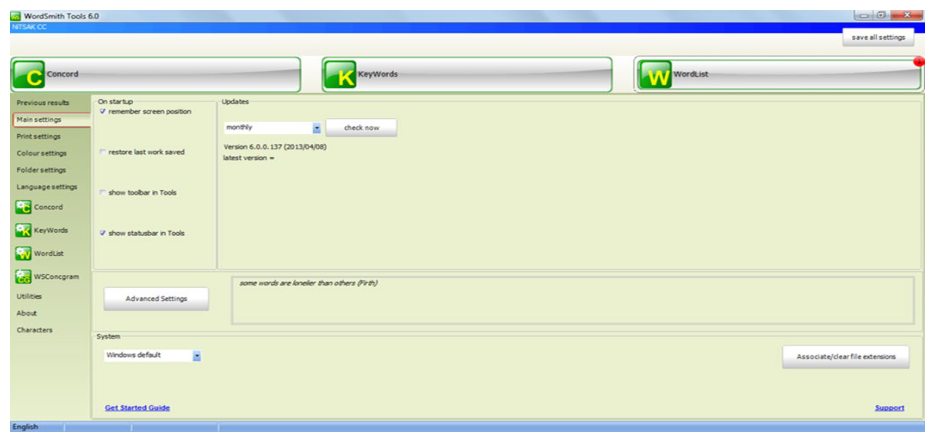 WordSmith Tools 6.0
NITSAK CC
save all settings
C Concord
K KeyWords
W WordList
Previous results
Main settings
Print settings
Colour settings
Folder settings
Language settings
Concord
KeyWords
WordList
WSConcgram
Utilities
About
Characters
On startup
remember screen position
restore last work saved
show toolbar in Tools
show statusbar in Tools
Updates
monthly
check now
Version 6.0.0.137 (2013/04/08)
latest version =
Advanced Settings
some words are lonelier than others (Firth)
System
Windows default
Associate/clear file extensions
Get Started Guide
Support
English